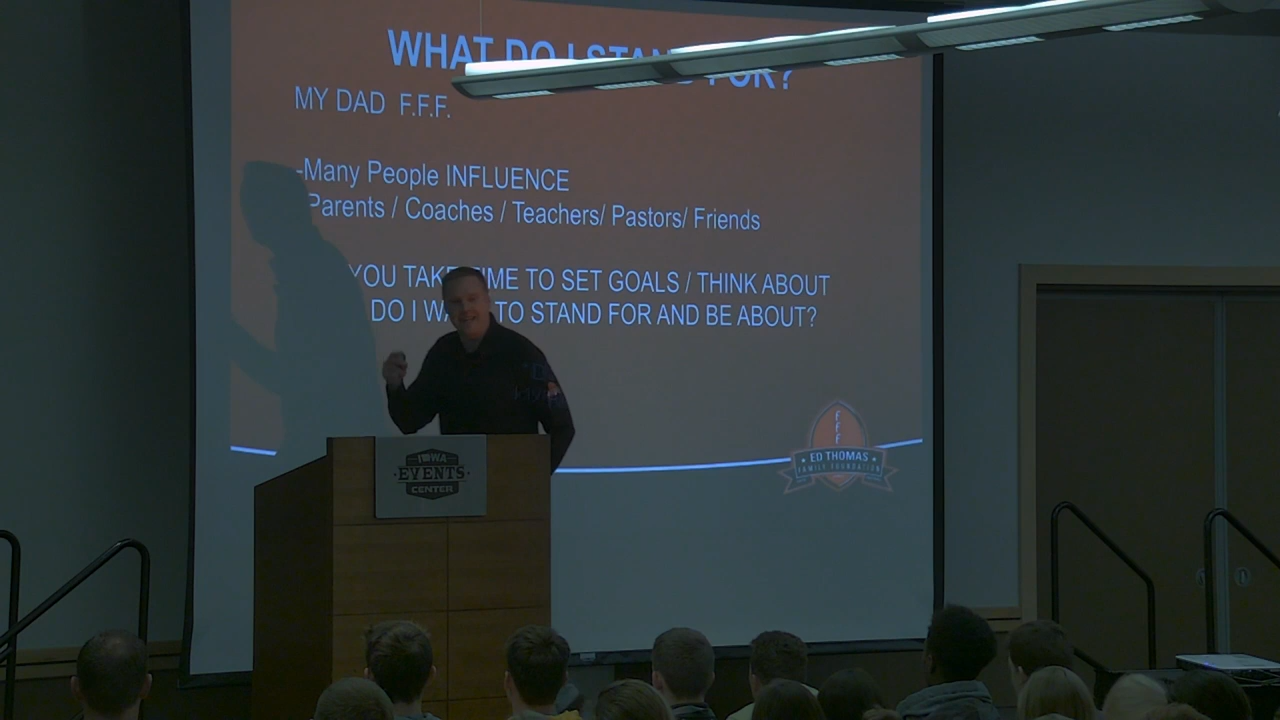 WHAT DO I STAND FOR?
MY DAD F.F.F.
-Many People INFLUENCE
Parents / Coaches / Teachers/ Pastors/ Friends
YOU TAKE TIME TO SET GOALS / THINK ABOUT
DO I WANT TO STAND FOR AND BE ABOUT?
F
F
F
ED THOMAS
FAMILY FOUNDATION
IOWA
EVENTS
CENTER